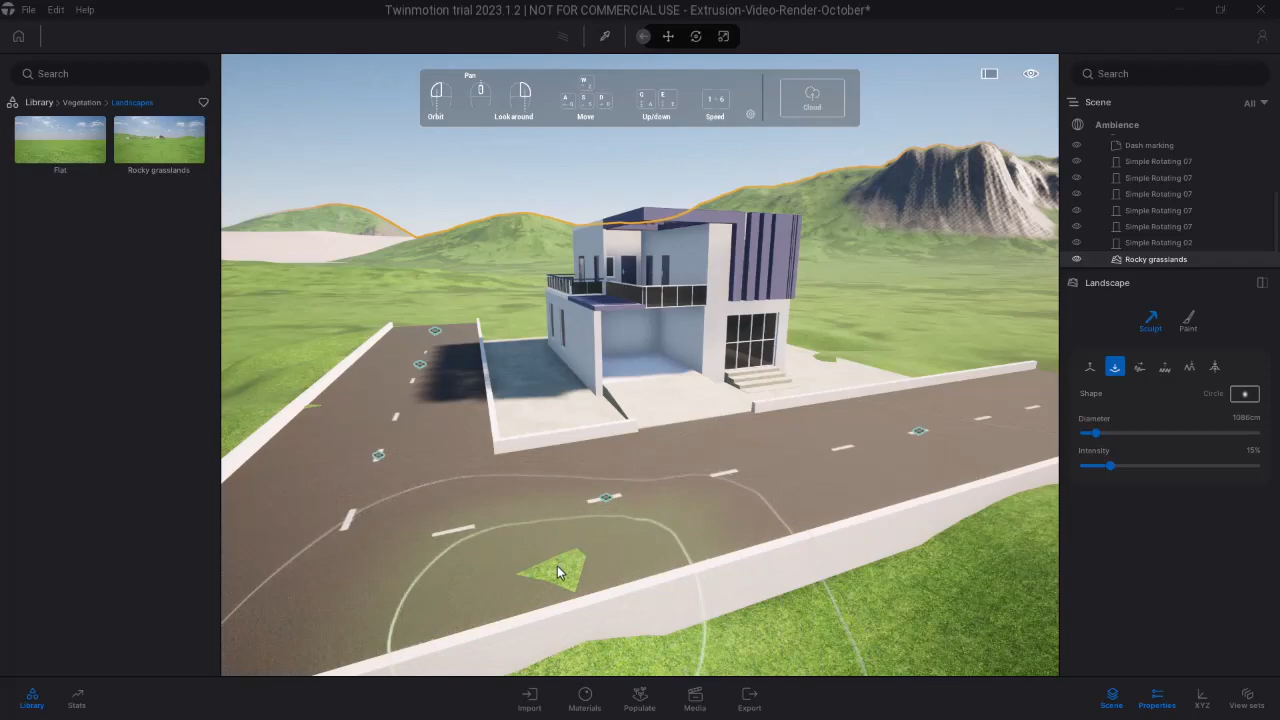 File Edit Help
Twinmotion trial 2023.1.2 | NOT FOR COMMERCIAL USE - Extrusion-Video-Render-October*
Search
Library > Vegetation > Landscapes
Flat
Rocky grasslands
Pan
Orbit
Look around
W
A S D
Move
Up/down
1 - 6
Speed
Cloud
Search
Scene
All
Ambience
Dash marking
Simple Rotating 07
Simple Rotating 07
Simple Rotating 07
Simple Rotating 07
Simple Rotating 07
Simple Rotating 02
Rocky grasslands
Landscape
Sculpt
Paint
Shape
Circle
Diameter
1086cm
Intensity
15%
Library
Stats
Import
Materials
Populate
Media
Export
Scene
Properties
XYZ
View sets